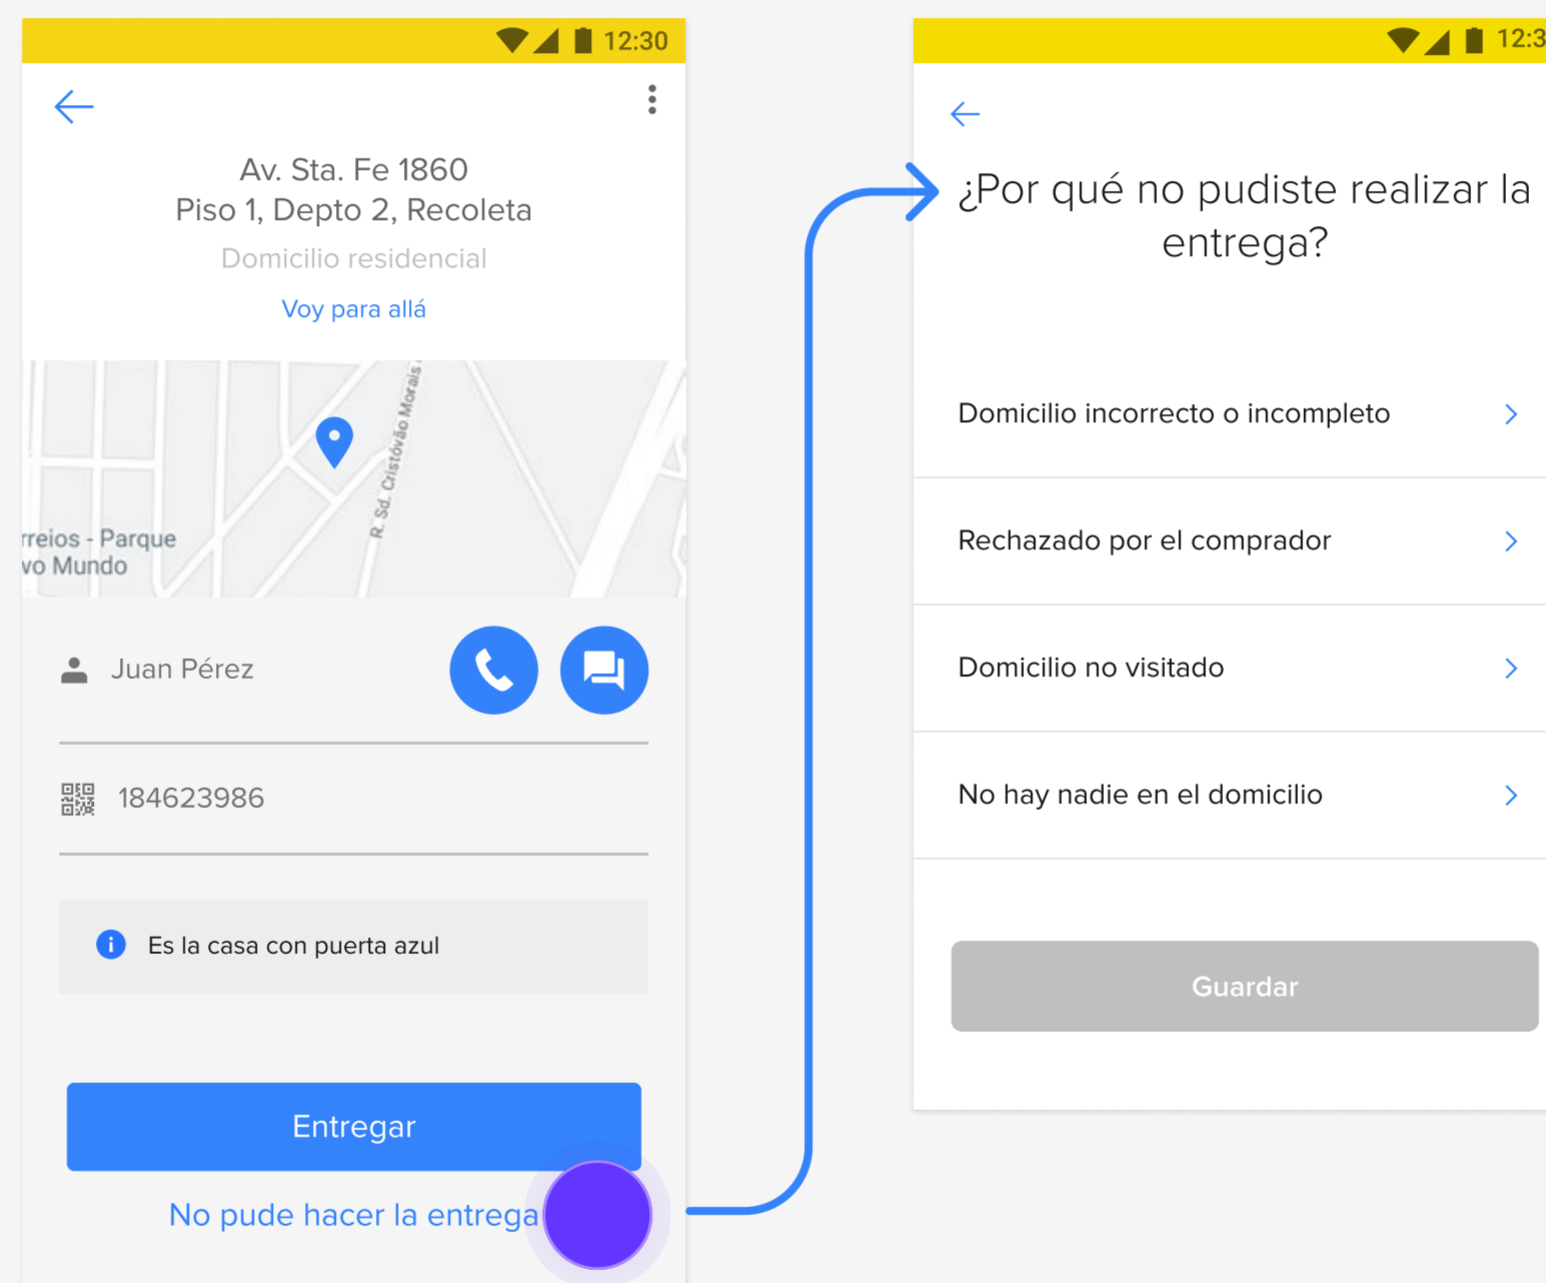 12:30
Av. Sta. Fe 1860
Piso 1, Depto 2, Recoleta
Domicilio residencial
Voy para allá
R. Sd. Cristóvão Morais
rreios - Parque
vo Mundo
Juan Pérez
184623986
Es la casa con puerta azul
Entregar
No pude hacer la entrega
12:3
¿Por qué no pudiste realizar la
entrega?
Domicilio incorrecto o incompleto
Rechazado por el comprador
Domicilio no visitado
No hay nadie en el domicilio
Guardar